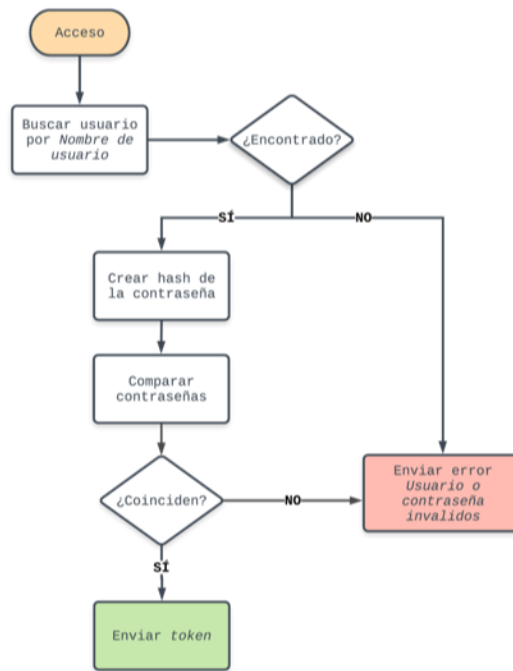 Acceso
Buscar usuario
por Nombre de
usuario
¿Encontrado?
SÍ
NO
Crear hash de
la contraseña
Comparar
contraseñas
¿Coinciden?
NO
Enviar error
Usuario o
contraseña
invalidos
SÍ
Enviar token